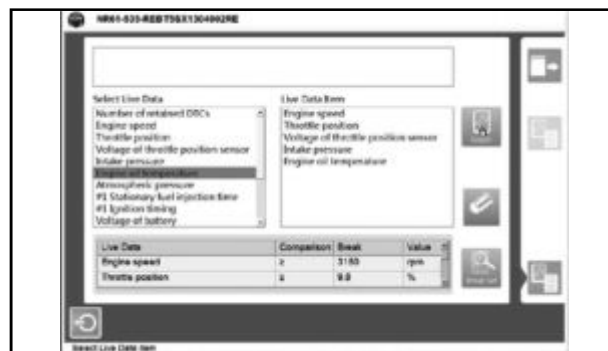 Select Live Data
Number of retained DTCs
Engine speed
Throttle position
Voltage of throttle position sensor
Intake pressure
Engine oil temperature
Atmospheric pressure
#1 Stationary fuel injection time
#1 Ignition timing
Voltage of battery
Live Data Item
Engine speed
Throttle position
Voltage of throttle position sensor
Intake pressure
Engine oil temperature
Live Data Comparison Break Value
Engine speed ≥ 3150 rpm
Throttle position ≥ 9.8 %
Select Live Data Item